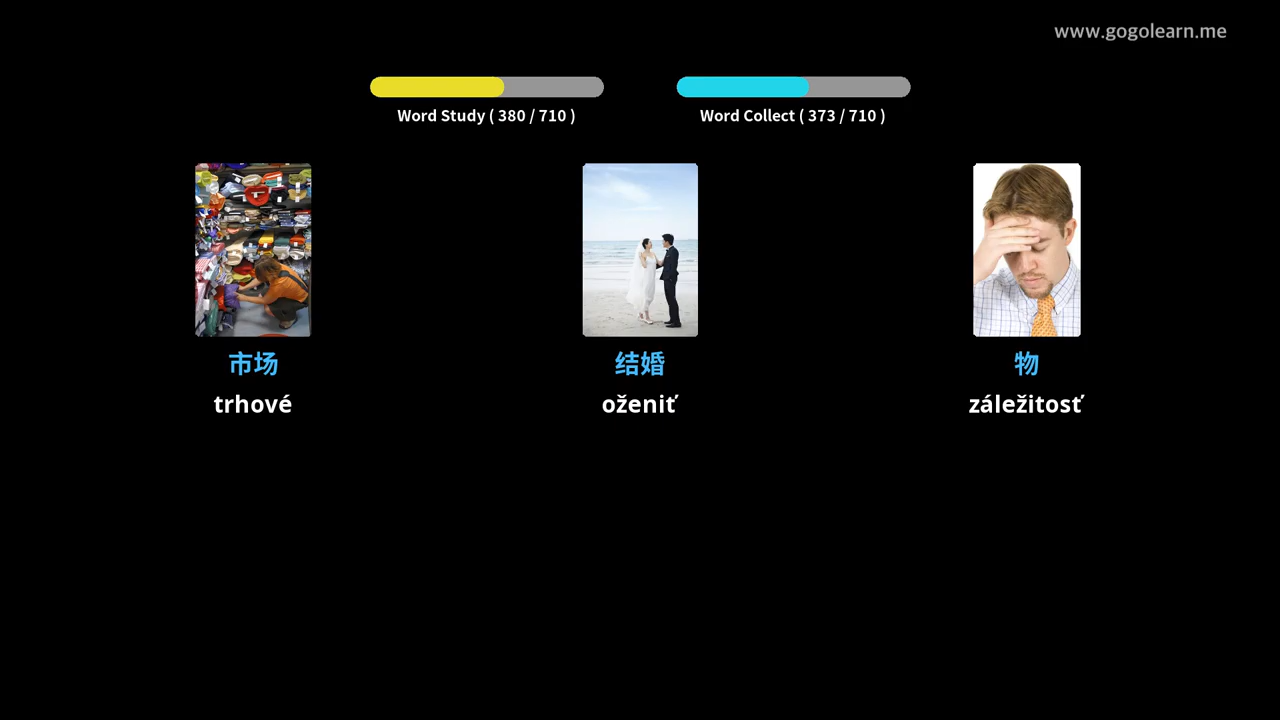 www.gogolearn.me
Word Study ( 380 / 710 )
Word Collect ( 373 / 710 )
市场
结婚
物
trhové
oženiť
záležitosť